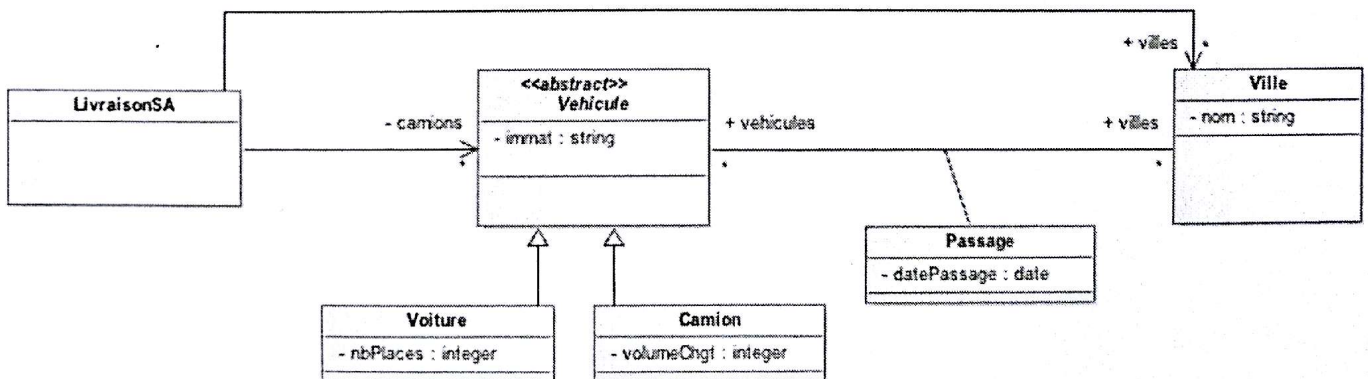 + villes
*
LivraisonSA
<<abstract>>
Vehicule
- immat : string
- camions
*
+ vehicules
*
+ villes
*
Ville
- nom : string
Passage
- datePassage : date
Voiture
- nbPlaces : integer
Camion
- volumeChgt : integer